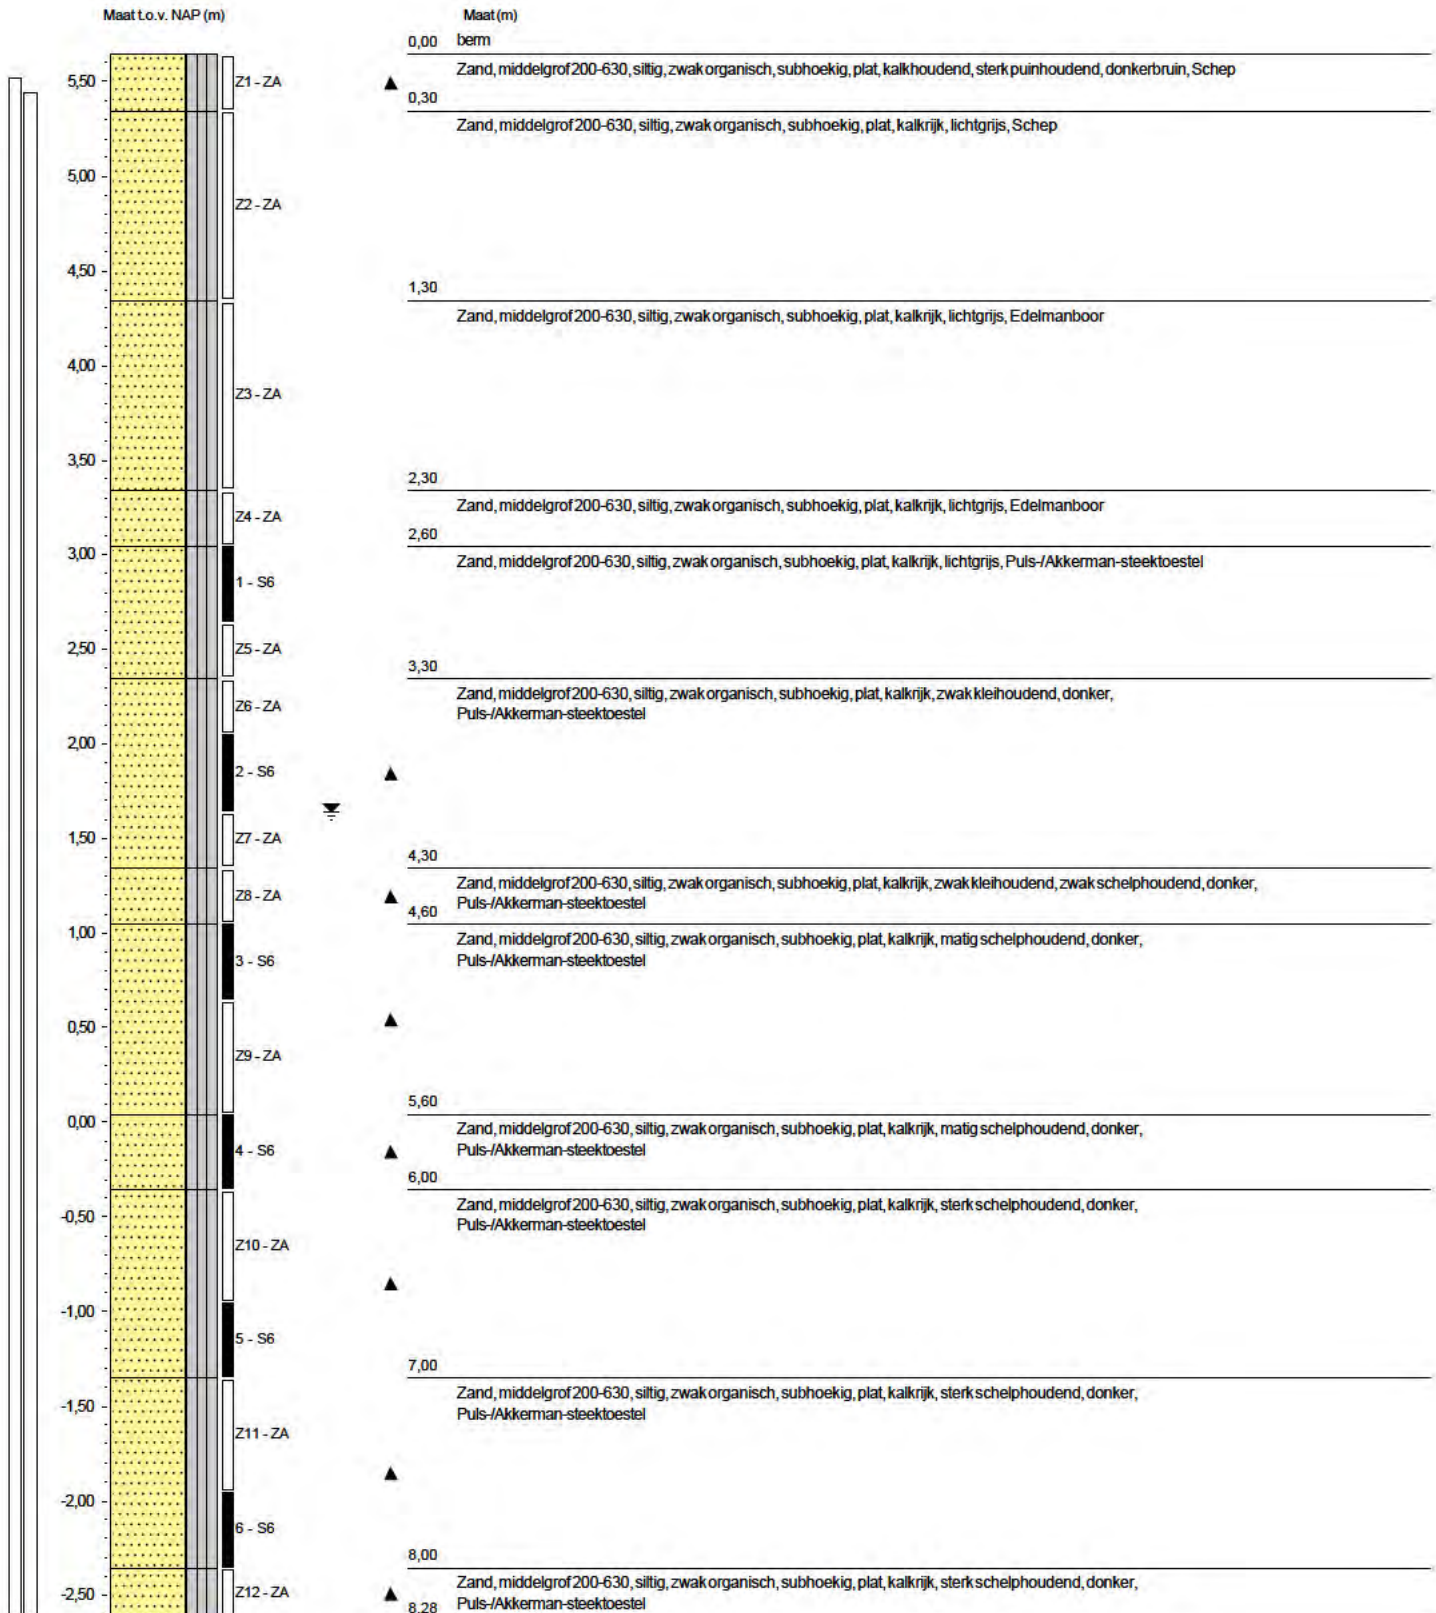 Maat t.o.v. NAP (m)
Maat (m)
0,00 berm
5,50
Z1 - ZA
Zand, middelgrof 200-630, siltig, zwak organisch, subhoekig, plat, kalkhoudend, sterk puinhoudend, donkerbruin, Schep
0,30
Zand, middelgrof 200-630, siltig, zwak organisch, subhoekig, plat, kalkrijk, lichtgrijs, Schep
5,00
Z2 - ZA
4,50
1,30
Zand, middelgrof 200-630, siltig, zwak organisch, subhoekig, plat, kalkrijk, lichtgrijs, Edelmanboor
4,00
Z3 - ZA
3,50
2,30
Zand, middelgrof 200-630, siltig, zwak organisch, subhoekig, plat, kalkrijk, lichtgrijs, Edelmanboor
Z4 - ZA
2,60
3,00
Zand, middelgrof 200-630, siltig, zwak organisch, subhoekig, plat, kalkrijk, lichtgrijs, Puls-/Akkerman-steektoestel
1 - S6
2,50
Z5 - ZA
3,30
Zand, middelgrof 200-630, siltig, zwak organisch, subhoekig, plat, kalkrijk, zwak kleihoudend, donker,
Puls-/Akkerman-steektoestel
Z6 - ZA
2,00
2 - S6
1,50
Z7 - ZA
4,30
Zand, middelgrof 200-630, siltig, zwak organisch, subhoekig, plat, kalkrijk, zwak kleihoudend, zwak schelphoudend, donker,
Puls-/Akkerman-steektoestel
Z8 - ZA
4,60
1,00
Zand, middelgrof 200-630, siltig, zwak organisch, subhoekig, plat, kalkrijk, matig schelphoudend, donker,
Puls-/Akkerman-steektoestel
3 - S6
0,50
Z9 - ZA
5,60
0,00
Zand, middelgrof 200-630, siltig, zwak organisch, subhoekig, plat, kalkrijk, matig schelphoudend, donker,
Puls-/Akkerman-steektoestel
4 - S6
6,00
Zand, middelgrof 200-630, siltig, zwak organisch, subhoekig, plat, kalkrijk, sterk schelphoudend, donker,
Puls-/Akkerman-steektoestel
-0,50
Z10 - ZA
-1,00
5 - S6
7,00
Zand, middelgrof 200-630, siltig, zwak organisch, subhoekig, plat, kalkrijk, sterk schelphoudend, donker,
Puls-/Akkerman-steektoestel
-1,50
Z11 - ZA
-2,00
6 - S6
8,00
Zand, middelgrof 200-630, siltig, zwak organisch, subhoekig, plat, kalkrijk, sterk schelphoudend, donker,
Puls-/Akkerman-steektoestel
-2,50
Z12 - ZA
8,28